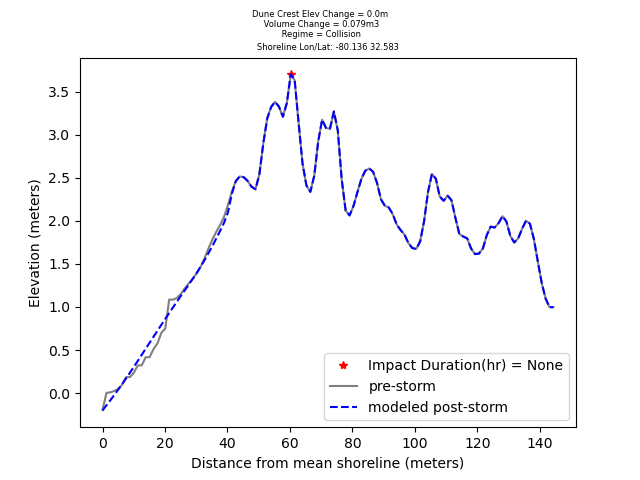 Dune Crest Elev Change = 0.0m
Volume Change = 0.079m3
Regime = Collision
Shoreline Lon/Lat: -80.136 32.583
3.5
3.0
2.5
2.0
1.5
1.0
0.5
0.0
Elevation (meters)
Impact Duration(hr) = None
pre-storm
modeled post-storm
0 20 40 60 80 100 120 140
Distance from mean shoreline (meters)